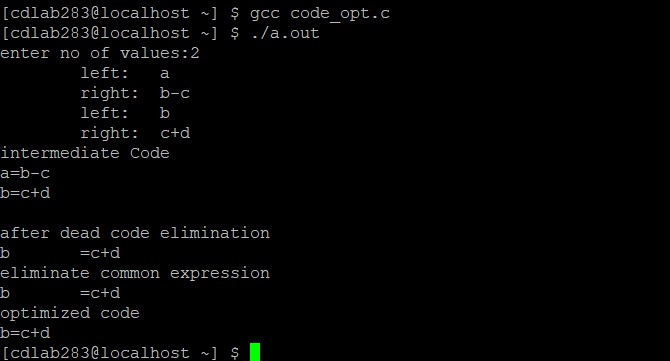 [cdlab283@localhost ~] $ gcc code_opt.c
[cdlab283@localhost ~] $ ./a.out
enter no of values:2
        left:   a
        right:  b-c
        left:   b
        right:  c+d
intermediate Code
a=b-c
b=c+d

after dead code elimination
b       =c+d
eliminate common expression
b       =c+d
optimized code
b=c+d
[cdlab283@localhost ~] $